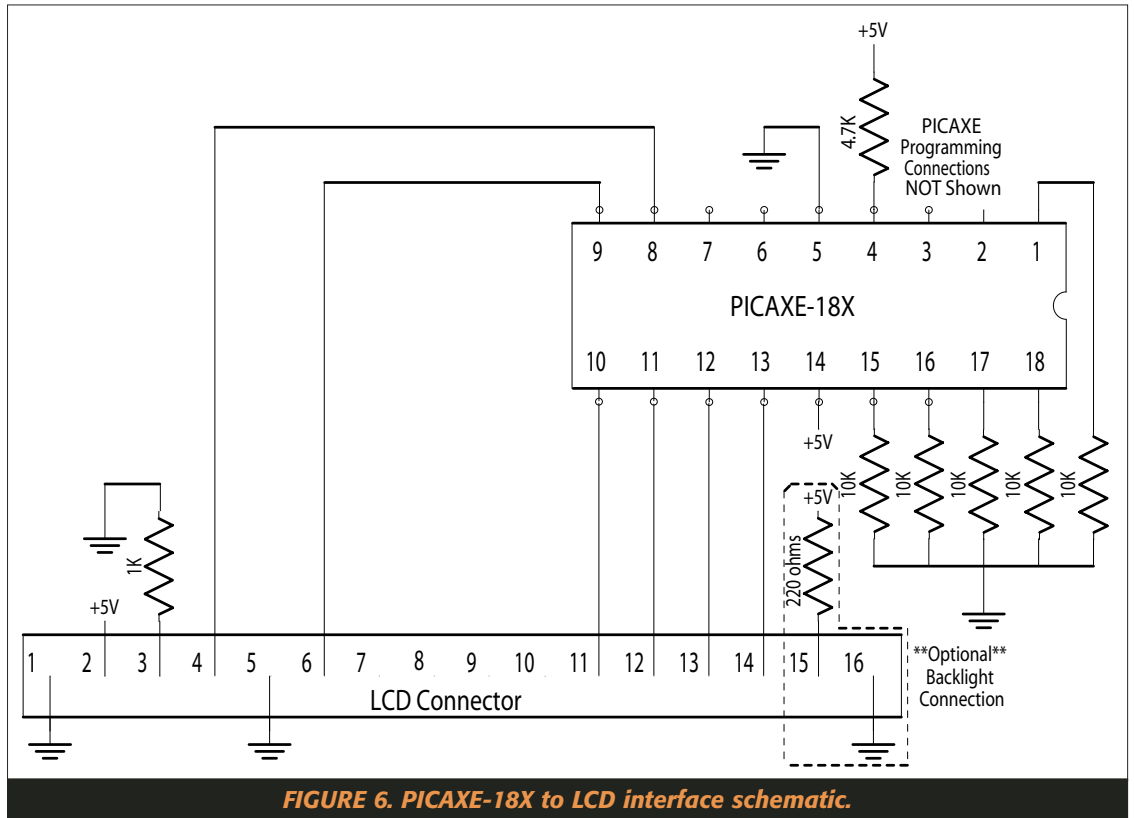 +5V
4.7K
PICAXE
Programming
Connections
NOT Shown
9 8 7 6 5 4 3 2 1
PICAXE-18X
10 11 12 13 14 15 16 17 18
+5V
10K 10K 10K 10K 10K
+5V
220 ohms
1K
+5V
1 2 3 4 5 6 7 8 9 10 11 12 13 14 15 16
LCD Connector
**Optional**
Backlight
Connection
FIGURE 6. PICAXE-18X to LCD interface schematic.